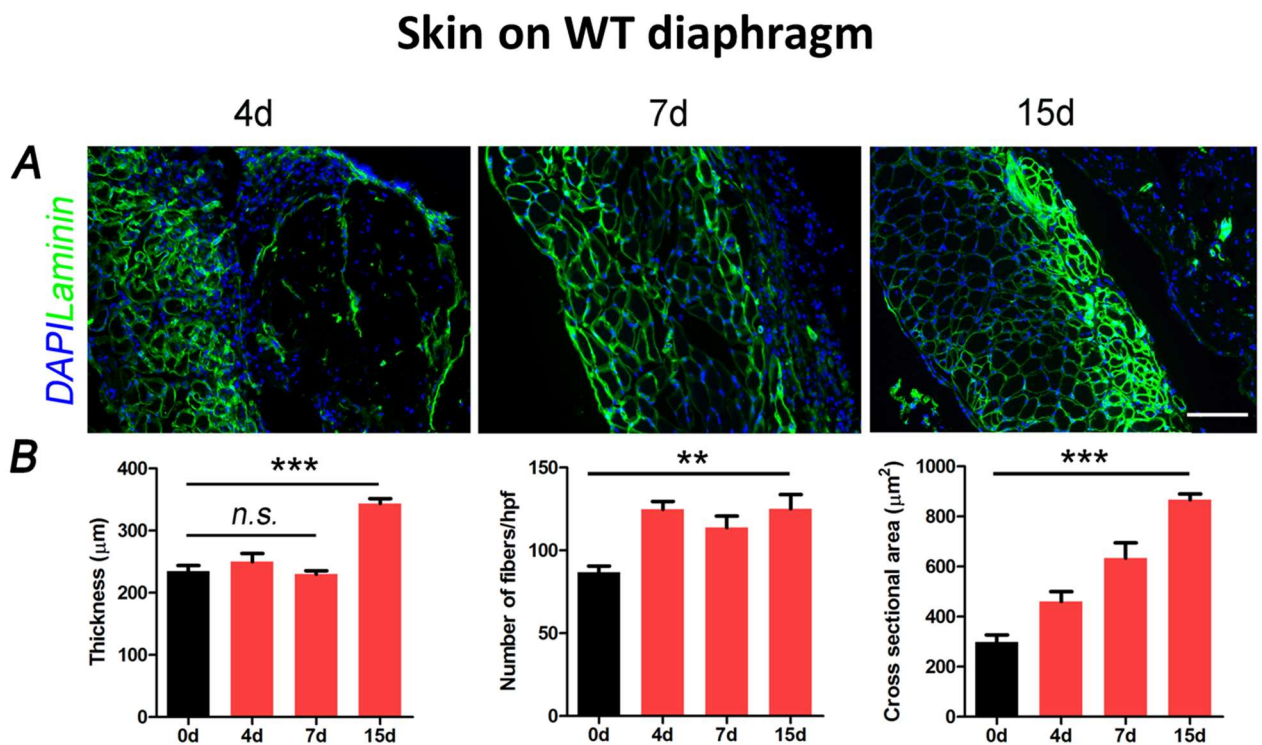 Skin on WT diaphragm
4d 7d 15d
A
DAPILaminin
B
Thickness (μm)
400
300
200
100
0
***
n.s.
0d 4d 7d 15d
Number of fibers/hpf
150
100
50
0
**
0d 4d 7d 15d
Cross sectional area (μm²)
1000
800
600
400
200
0
***
0d 4d 7d 15d